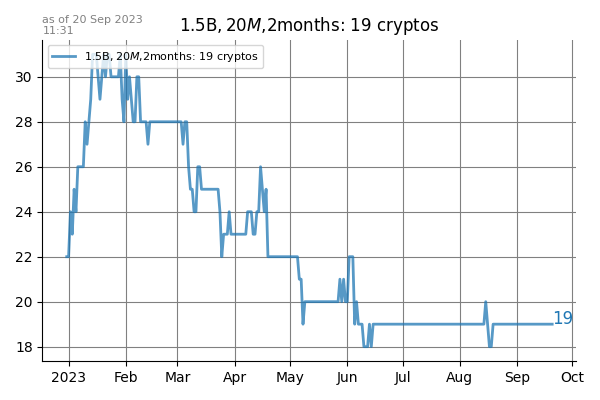 as of 20 Sep 2023
11:31
1.5B, 20M,2months: 19 cryptos
1.5B, 20M,2months: 19 cryptos
30
28
26
24
22
20
18
19
2023 Feb Mar Apr May Jun Jul Aug Sep Oct